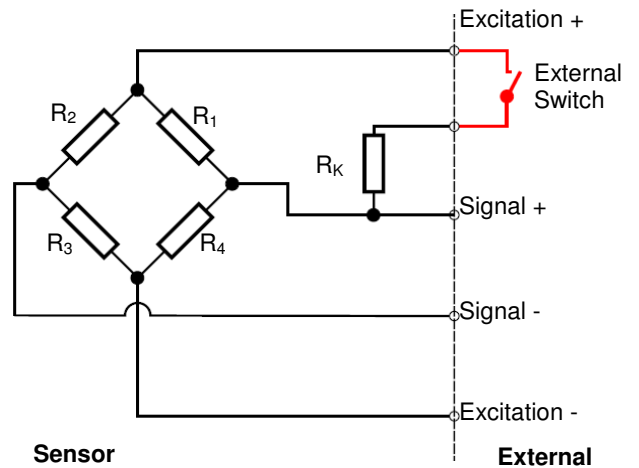 Excitation +
External
Switch
R2
R1
RK
Signal +
R3
R4
Signal -
Excitation -
Sensor
External